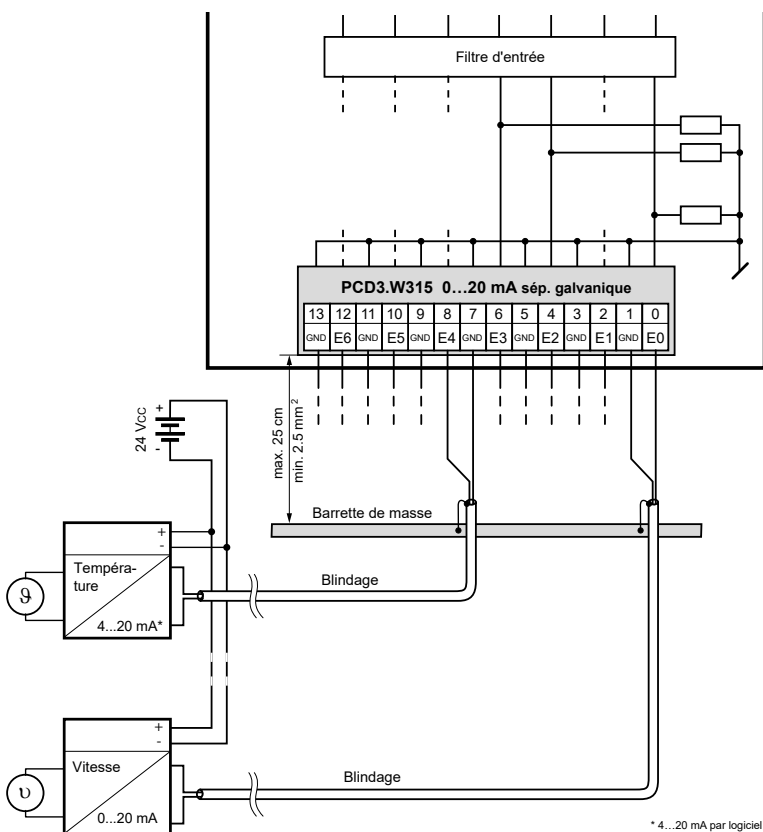 Filtre d'entrée
PCD3.W315 0…20 mA sép. galvanique
13 12 11 10 9 8 7 6 5 4 3 2 1 0
GND E6 GND E5 GND E4 GND E3 GND E2 GND E1 GND E0
+
24 Vcc
-
max. 25 cm
min. 2.5 mm²
Barrette de masse
+
-
Températ-
ture
ϑ
4...20 mA*
Blindage
+
-
Vitesse
υ
0...20 mA
Blindage
* 4…20 mA par logiciel